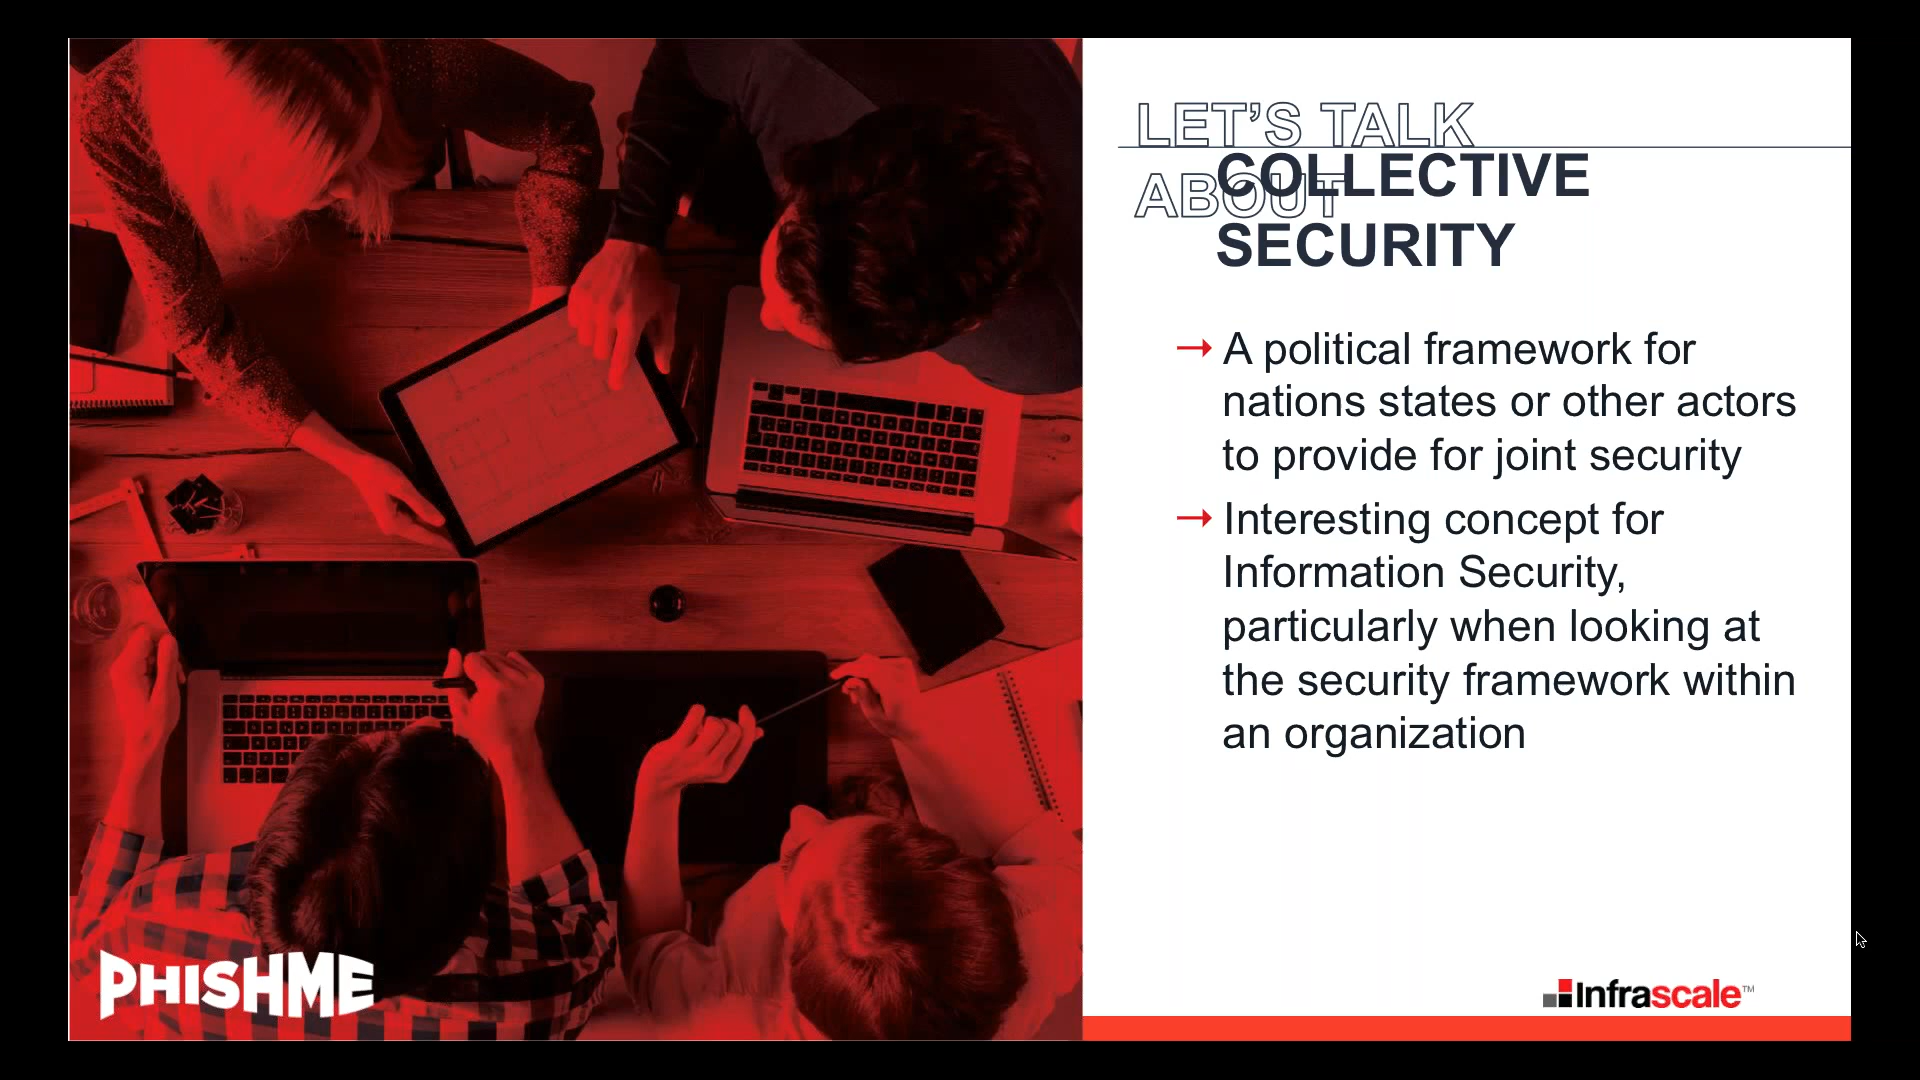 LET’S TALK
ABOUT
COLLECTIVE
SECURITY
A political framework for
nations states or other actors
to provide for joint security
Interesting concept for
Information Security,
particularly when looking at
the security framework within
an organization
PHISHME
Infrascale™